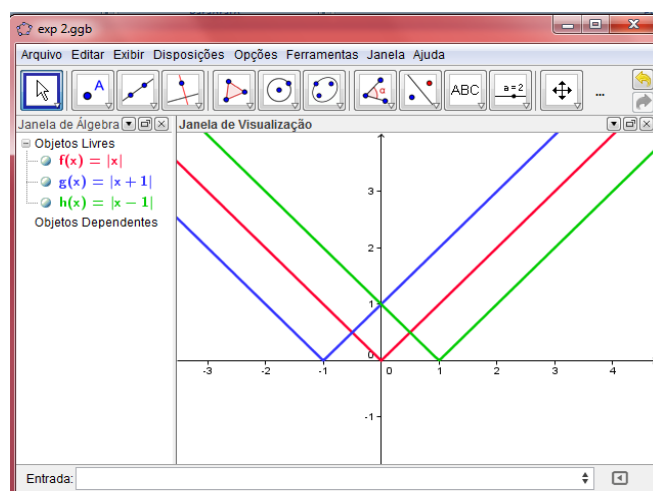 exp 2.ggb
Arquivo Editar Exibir Disposições Opções Ferramentas Janela Ajuda
A
α
ABC
a = 2
...
Janela de Álgebra
Janela de Visualização
Objetos Livres
f(x) = |x|
g(x) = |x + 1|
h(x) = |x − 1|
Objetos Dependentes
3
2
1
0
-3 -2 -1 0 1 2 3 4
-1
Entrada: